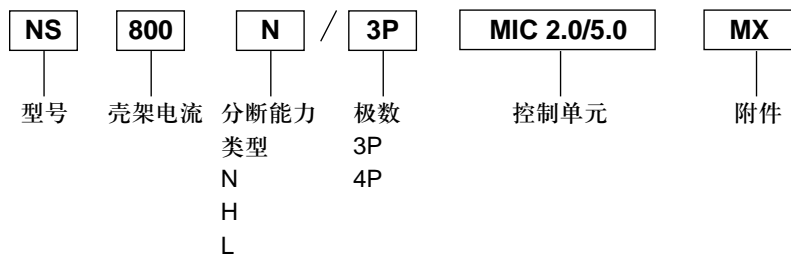 NS 800 N / 3P MIC 2.0/5.0 MX
型号 壳架电流 分断能力 极数 控制单元 附件
类型 3P
N 4P
H
L